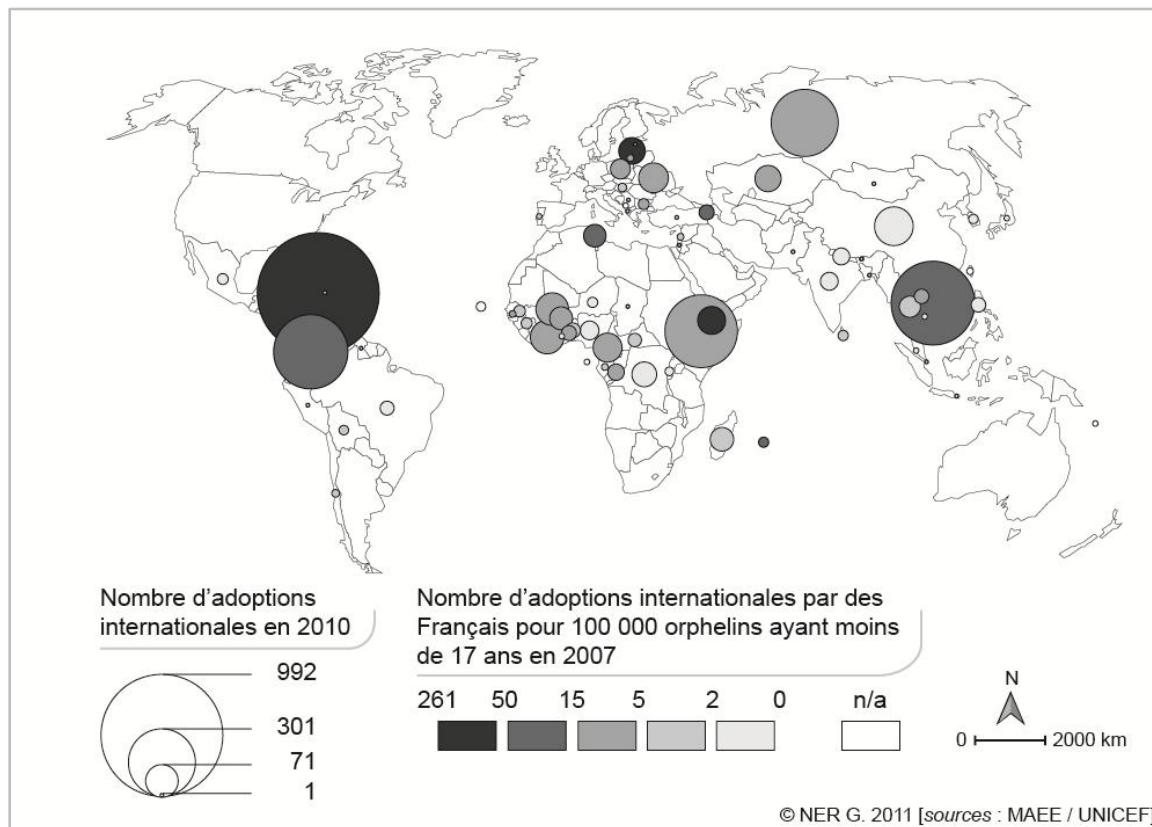 Nombre d'adoptions
internationales en 2010
992
301
71
1
Nombre d'adoptions internationales par des
Français pour 100 000 orphelins ayant moins
de 17 ans en 2007
261 50 15 5 2 0 n/a
N
0 2000 km
© NER G. 2011 [sources : MAEE / UNICEF]